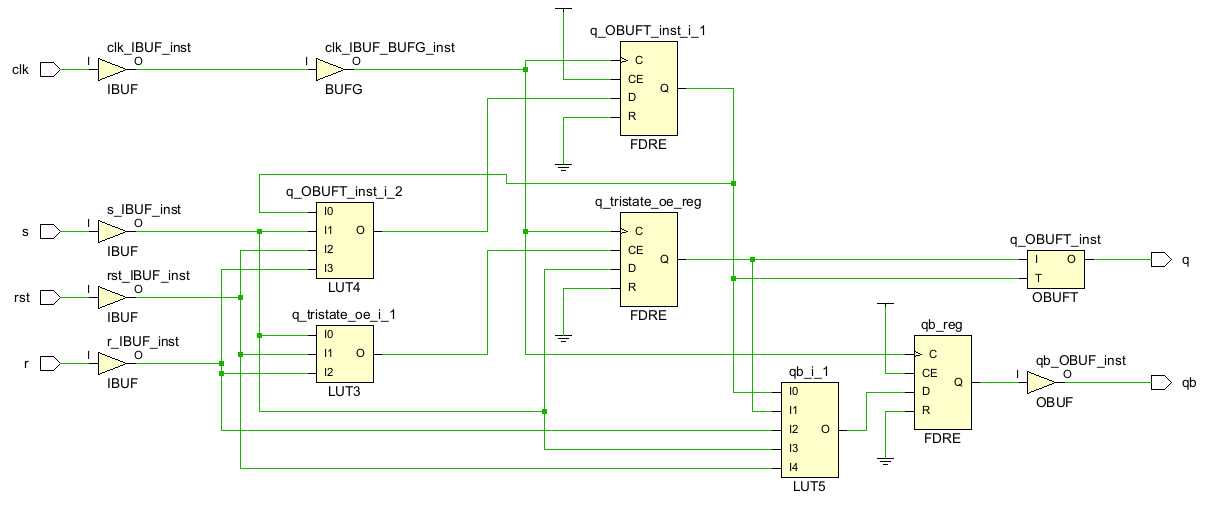 clk
I
clk_IBUF_inst
O
IBUF
I
clk_IBUF_BUFG_inst
O
BUFG
q_OBUFT_inst_i_1
C
CE
D
R
Q
FDRE
s
I
s_IBUF_inst
O
IBUF
rst
I
rst_IBUF_inst
O
IBUF
r
I
r_IBUF_inst
O
IBUF
q_OBUFT_inst_i_2
I0
I1
I2
I3
O
LUT4
q_tristate_oe_i_1
I0
I1
I2
O
LUT3
q_tristate_oe_reg
C
CE
D
R
Q
FDRE
qb_i_1
I0
I1
I2
I3
I4
O
LUT5
qb_reg
C
CE
D
R
Q
FDRE
q_OBUFT_inst
I
T
O
OBUFT
q
qb_OBUF_inst
I
O
OBUF
qb